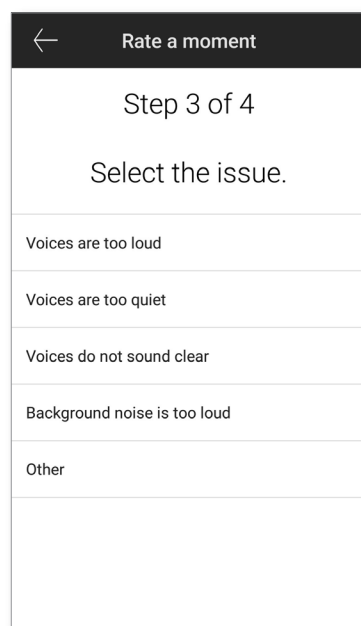 Rate a moment
Step 3 of 4
Select the issue.
Voices are too loud
Voices are too quiet
Voices do not sound clear
Background noise is too loud
Other